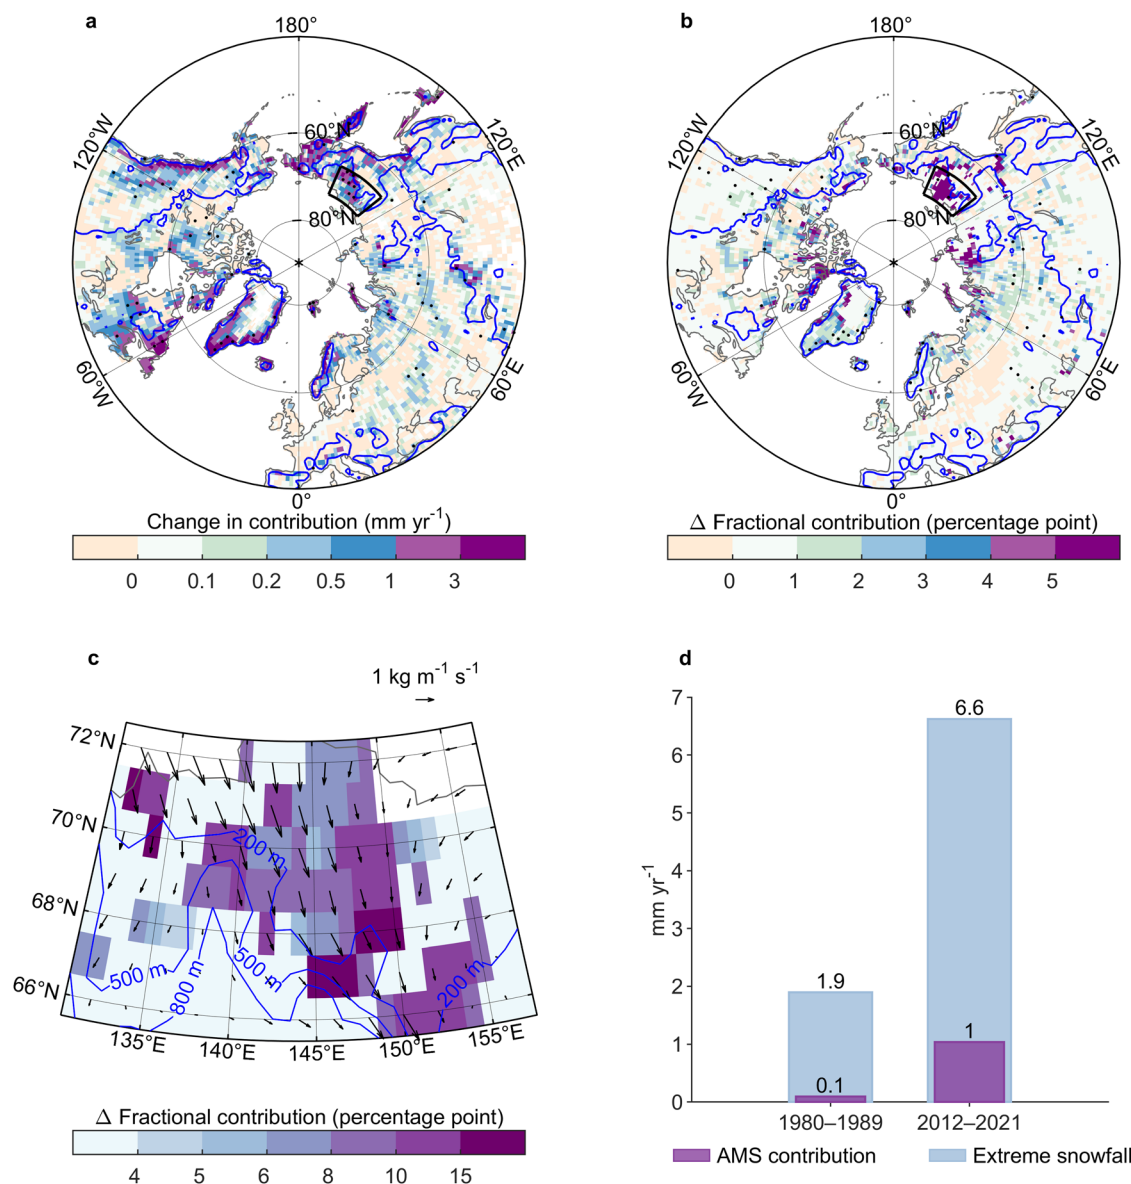 a
b
180°
180°
120°W
60°N
120°E
120°W
60°N
120°E
80°N
80°N
60°W
60°E
60°W
60°E
0°
0°
Change in contribution (mm yr⁻¹)
Δ Fractional contribution (percentage point)
0 0.1 0.2 0.5 1 3
0 1 2 3 4 5
c
d
1 kg m⁻¹ s⁻¹
72°N
70°N
68°N
66°N
200 m
500 m
800 m
500 m
200 m
135°E 140°E 145°E 150°E 155°E
Δ Fractional contribution (percentage point)
4 5 6 8 10 15
7
6
5
4
3
2
1
0
mm yr⁻¹
6.6
1.9
1
0.1
1980–1989 2012–2021
AMS contribution Extreme snowfall